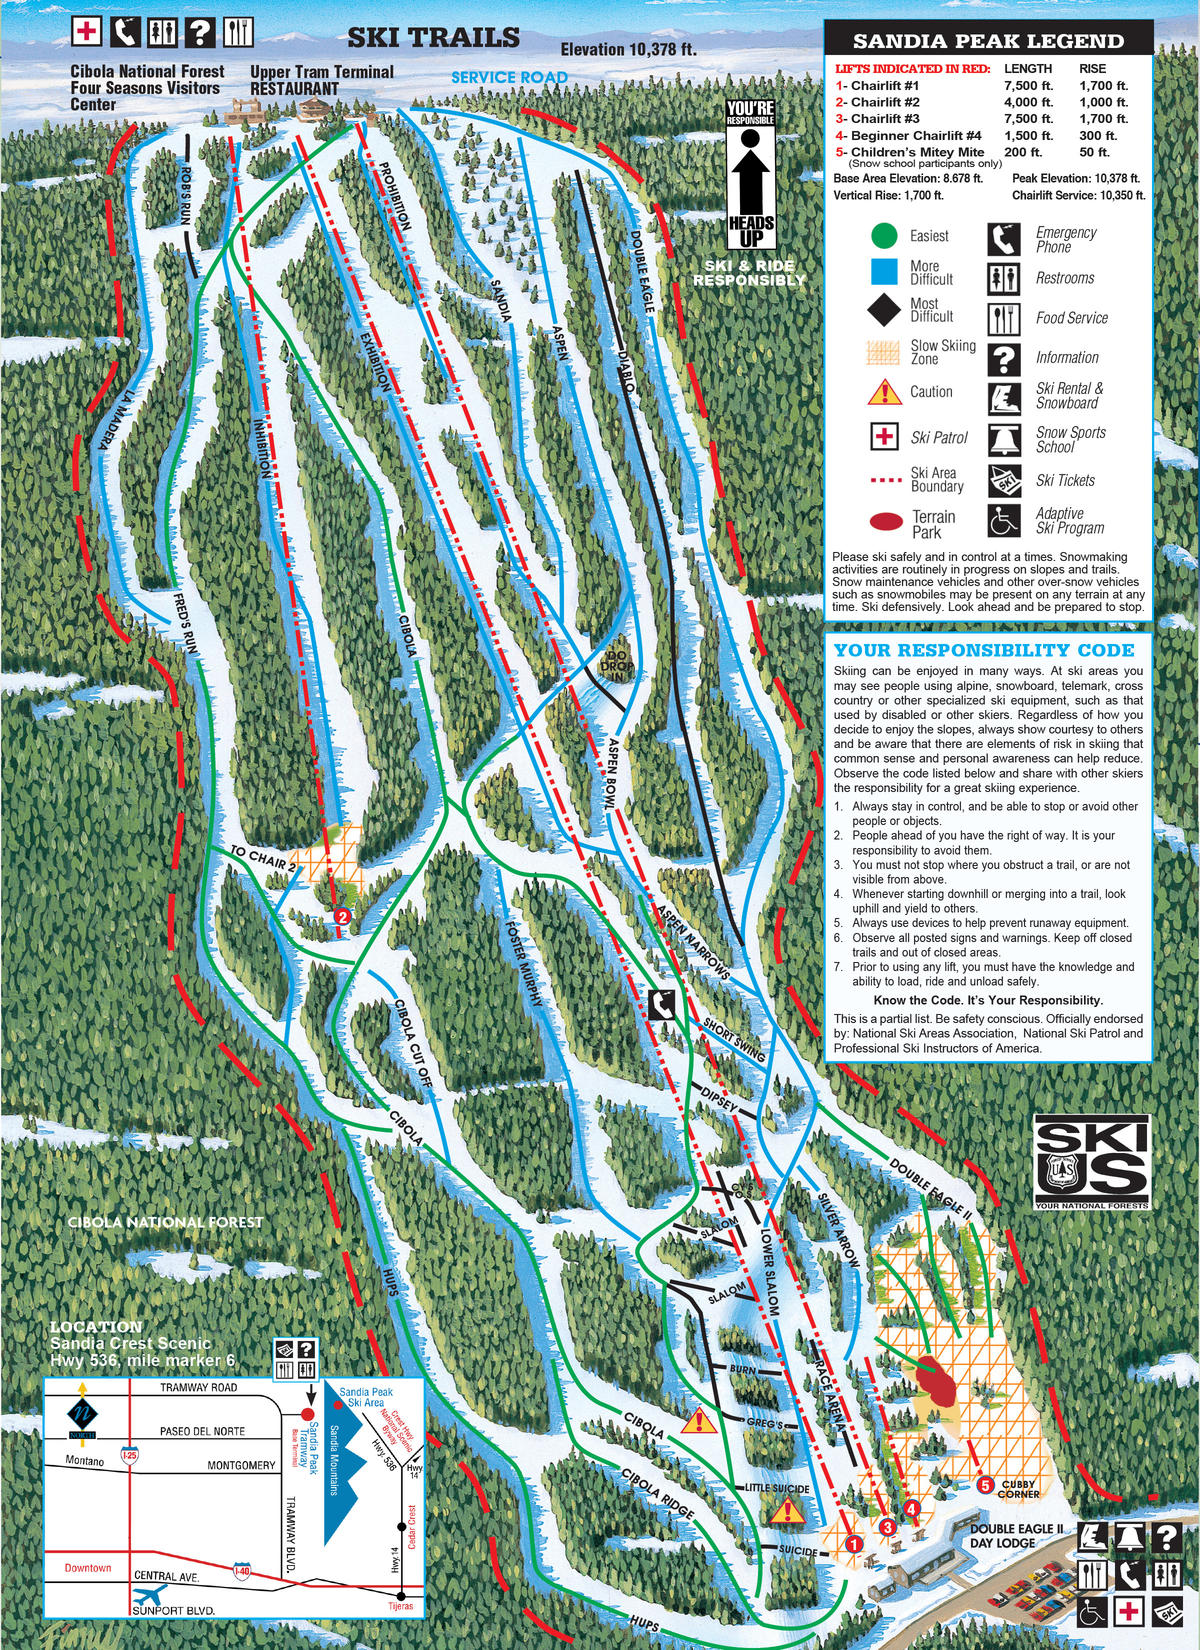 SKI TRAILS
Elevation 10,378 ft.
Cibola National Forest
Four Seasons Visitors
Center
Upper Tram Terminal
RESTAURANT
SERVICE ROAD
YOU'RE
RESPONSIBLE
HEADS
UP
SKI & RIDE
RESPONSIBLY
SANDIA PEAK LEGEND
LIFTS INDICATED IN RED: LENGTH RISE
1- Chairlift #1 7,500 ft. 1,700 ft.
2- Chairlift #2 4,000 ft. 1,000 ft.
3- Chairlift #3 7,500 ft. 1,700 ft.
4- Beginner Chairlift #4 1,500 ft. 300 ft.
5- Children's Mitey Mite 200 ft. 50 ft.
(Snow school participants only)
Base Area Elevation: 8.678 ft. Peak Elevation: 10,378 ft.
Vertical Rise: 1,700 ft. Chairlift Service: 10,350 ft.
Easiest
More
Difficult
Most
Difficult
Slow Skiing
Zone
Caution
Ski Patrol
Ski Area
Boundary
Terrain
Park
Emergency
Phone
Restrooms
Food Service
Information
Ski Rental &
Snowboard
Snow Sports
School
SKI
Ski Tickets
Adaptive
Ski Program
Please ski safely and in control at a times. Snowmaking
activities are routinely in progress on slopes and trails.
Snow maintenance vehicles and other over-snow vehicles
such as snowmobiles may be present on any terrain at any
time. Ski defensively. Look ahead and be prepared to stop.
YOUR RESPONSIBILITY CODE
Skiing can be enjoyed in many ways. At ski areas you
may see people using alpine, snowboard, telemark, cross
country or other specialized ski equipment, such as that
used by disabled or other skiers. Regardless of how you
decide to enjoy the slopes, always show courtesy to others
and be aware that there are elements of risk in skiing that
common sense and personal awareness can help reduce.
Observe the code listed below and share with other skiers
the responsibility for a great skiing experience.
1. Always stay in control, and be able to stop or avoid other
people or objects.
2. People ahead of you have the right of way. It is your
responsibility to avoid them.
3. You must not stop where you obstruct a trail, or are not
visible from above.
4. Whenever starting downhill or merging into a trail, look
uphill and yield to others.
5. Always use devices to help prevent runaway equipment.
6. Observe all posted signs and warnings. Keep off closed
trails and out of closed areas.
7. Prior to using any lift, you must have the knowledge and
ability to load, ride and unload safely.
Know the Code. It's Your Responsibility.
This is a partial list. Be safety conscious. Officially endorsed
by: National Ski Areas Association, National Ski Patrol and
Professional Ski Instructors of America.
ROB'S RUN
PROHIBITION
DOUBLE EAGLE
SANDIA
ASPEN
DIABLO
EXHIBITION
LA MADERA
INHIBITION
FRED'S RUN
CIBOLA
DO
DROP
IN
ASPEN BOWL
TO CHAIR 2
2
ASPEN NARROWS
FOSTER MURPHY
CIBOLA CUT OFF
SHORT SWING
DIPSEY
CIBOLA
DOUBLE EAGLE II
SILVER ARROW
SLALOM
LOWER SLALOM
SLALOM
HUPS
BURN
RACE ARENA
GREG'S
CIBOLA
CIBOLA RIDGE
LITTLE SUICIDE
SUICIDE
HUPS
1
3
4
5
CUBBY
CORNER
DOUBLE EAGLE II
DAY LODGE
SKI
US
YOUR NATIONAL FORESTS
CIBOLA NATIONAL FOREST
LOCATION
Sandia Crest Scenic
Hwy 536, mile marker 6
TRAMWAY ROAD
PASEO DEL NORTE
Montano
MONTGOMERY
n
NORTH
I-25
Sandia Peak
Tramway
Base Terminal
Sandia Peak
Ski Area
Sandia Mountains
Crest Hwy
National Scenic
Byway
Hwy. 536
Hwy
14
Cedar Crest
Hwy.14
Tijeras
TRAMWAY BLVD.
Downtown
CENTRAL AVE.
I-40
SUNPORT BLVD.
SKI